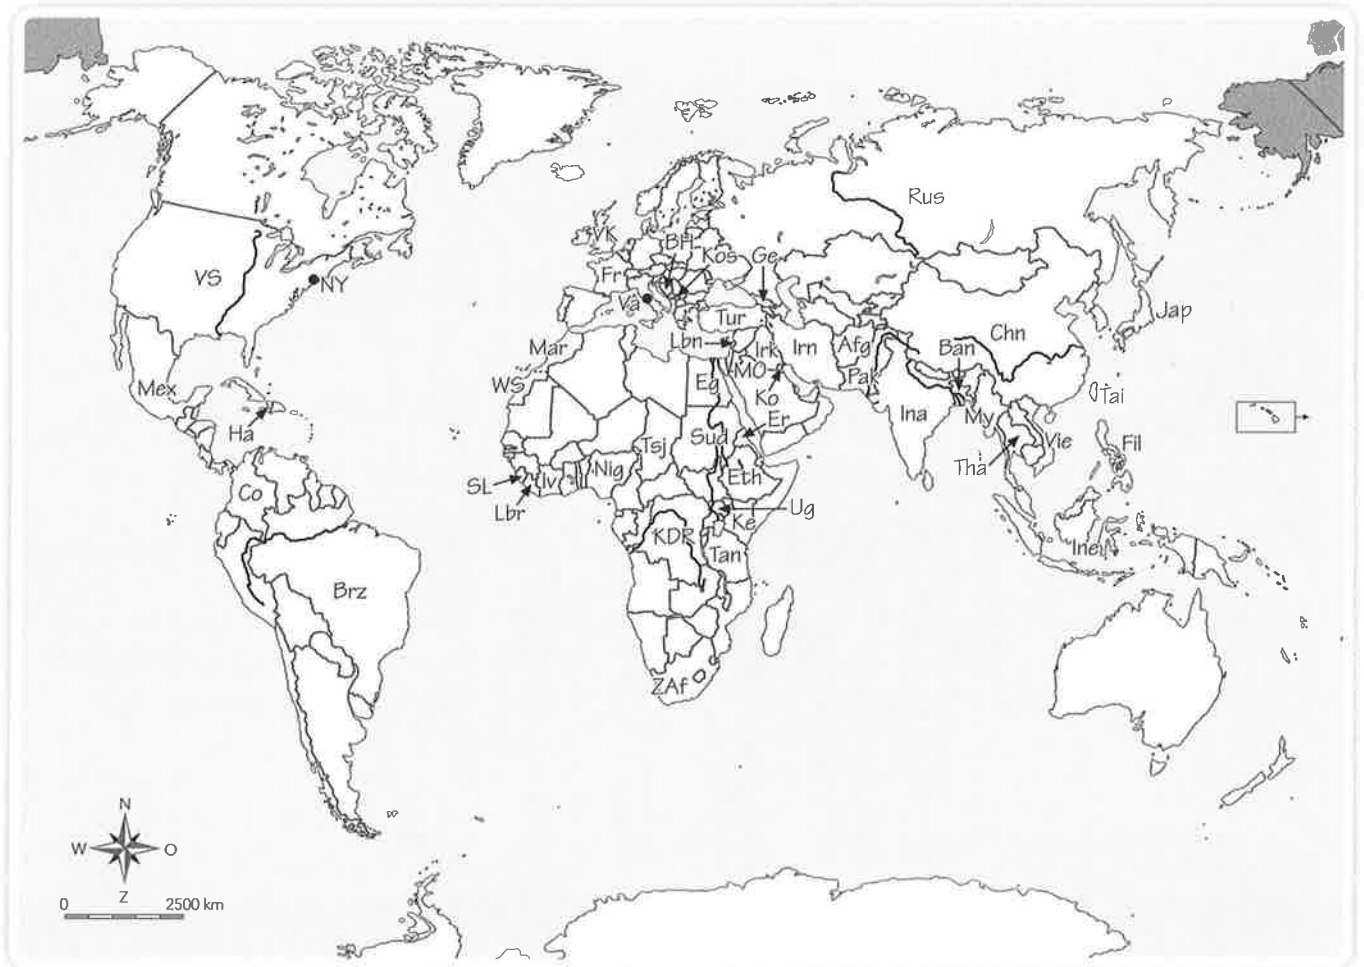 Rus
VK
BH
Kos
Ge
Fr
VS
NY
Va
Tur
Jap
Chn
Lbn
Irk
Irn
Afg
Ban
Mar
MO
Pak
WS
Eg
Ko
Mex
Tai
Er
Ina
My
Ha
Sud
Vie
Fil
Tsj
Tha
Nig
Eth
SL
Iv
Co
Lbr
Ug
Ke
KDR
Tan
Ine
Brz
ZAf
N
W O
Z
0 2500 km